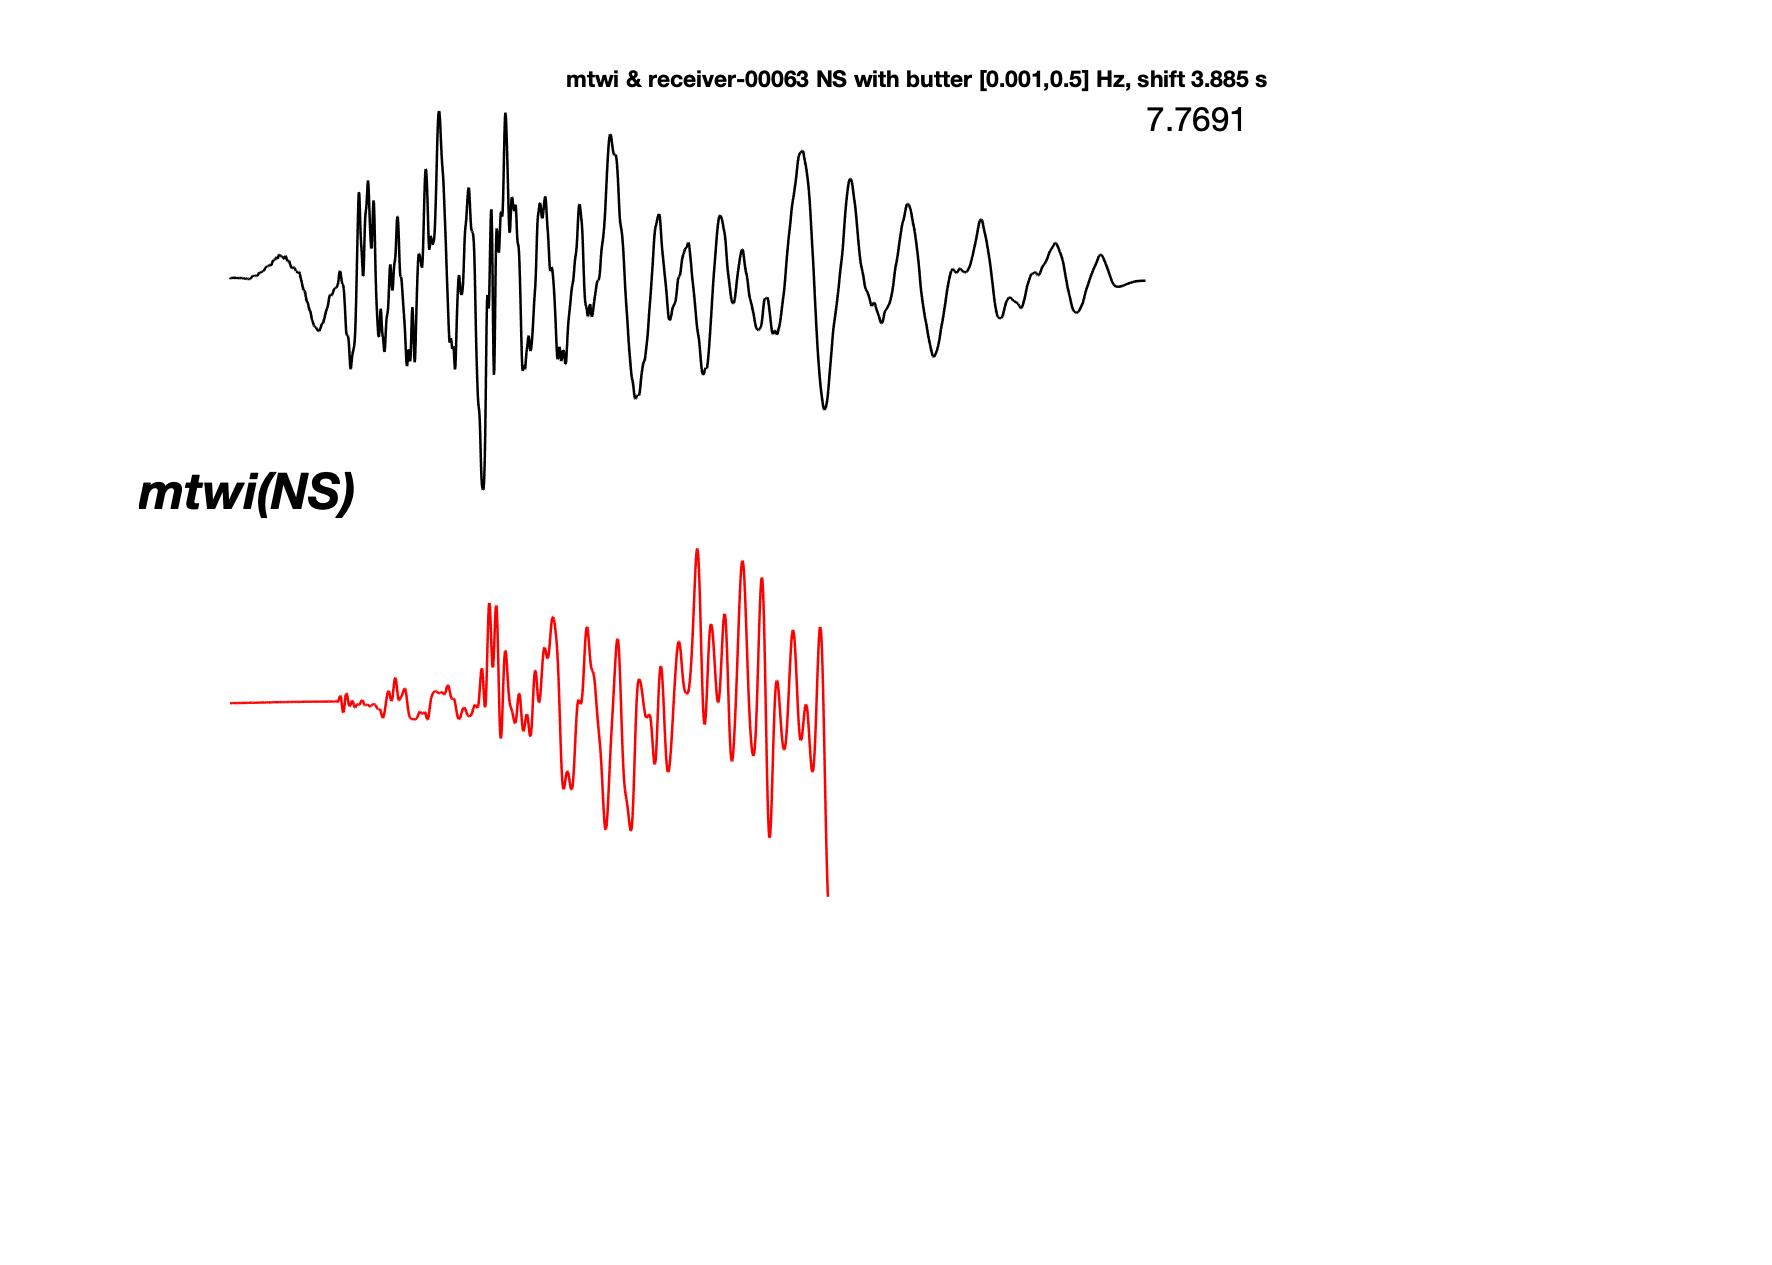 mtwi & receiver-00063 NS with butter [0.001,0.5] Hz, shift 3.885 s
7.7691
mtwi(NS)